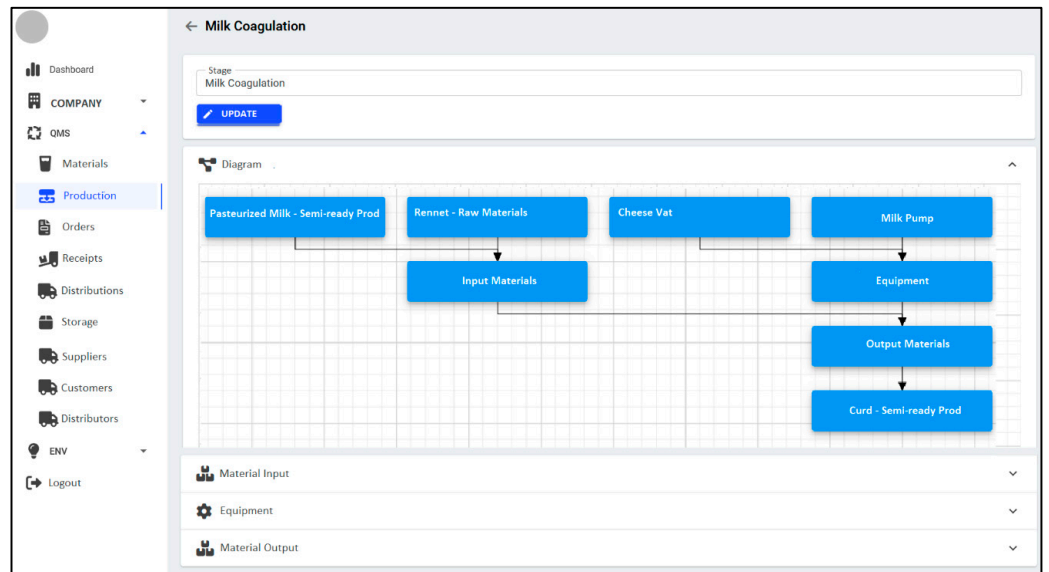 ← Milk Coagulation
Dashboard
COMPANY
QMS
Materials
Production
Orders
Receipts
Distributions
Storage
Suppliers
Customers
Distributors
ENV
Logout
Stage
Milk Coagulation
UPDATE
Diagram
Pasteurized Milk - Semi-ready Prod
Rennet - Raw Materials
Cheese Vat
Milk Pump
Input Materials
Equipment
Output Materials
Curd - Semi-ready Prod
Material Input
Equipment
Material Output